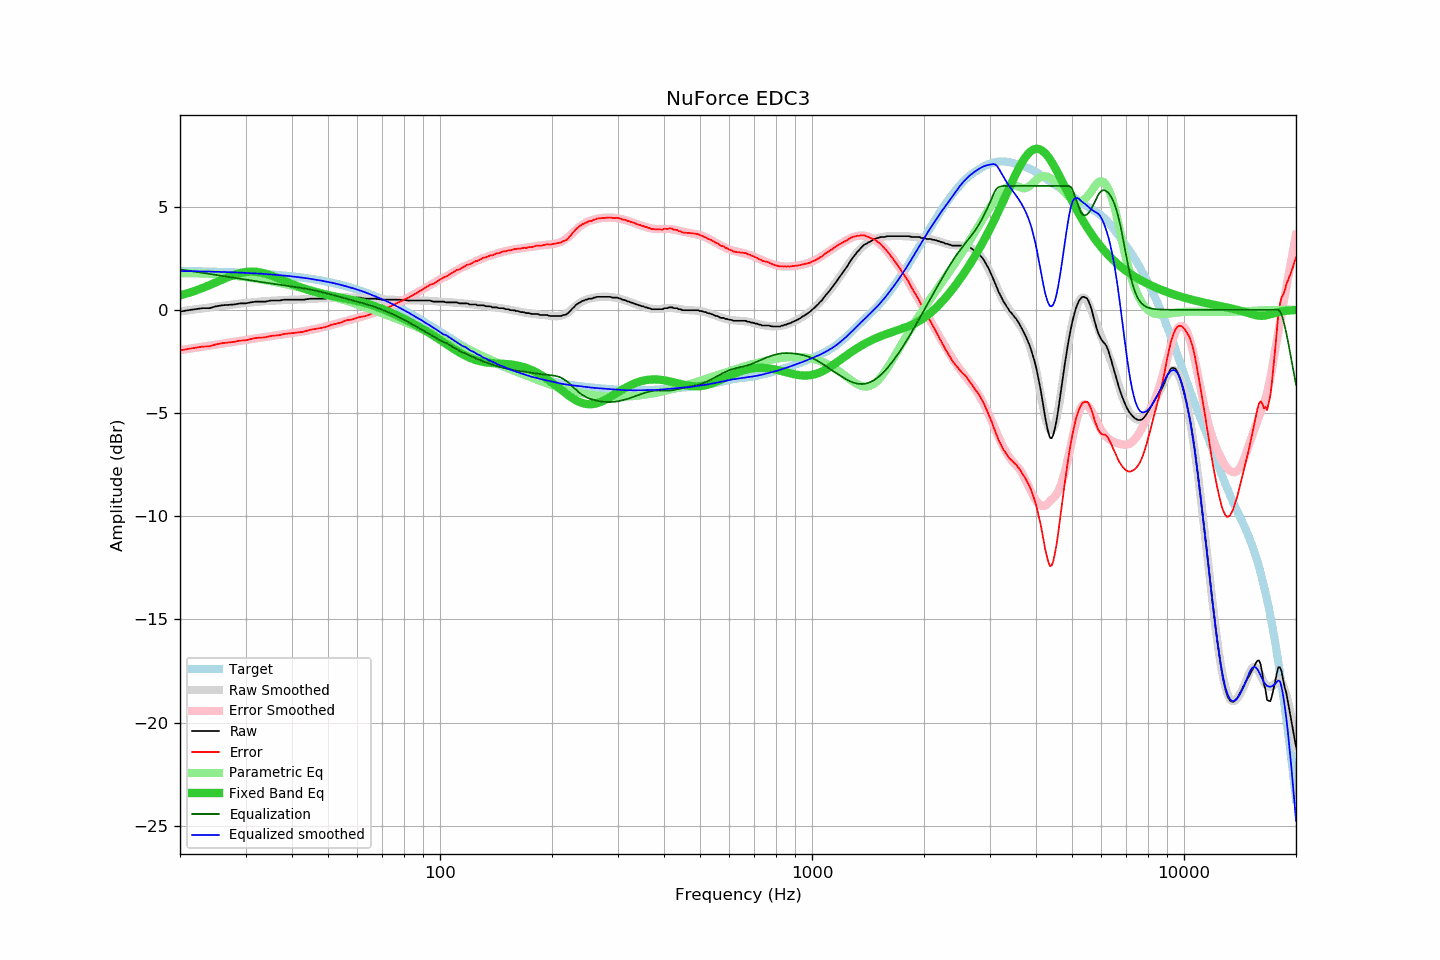 NuForce EDC3
5
0
−5
−10
−15
−20
−25
Amplitude (dBr)
Target
Raw Smoothed
Error Smoothed
Raw
Error
Parametric Eq
Fixed Band Eq
Equalization
Equalized smoothed
100
1000
10000
Frequency (Hz)